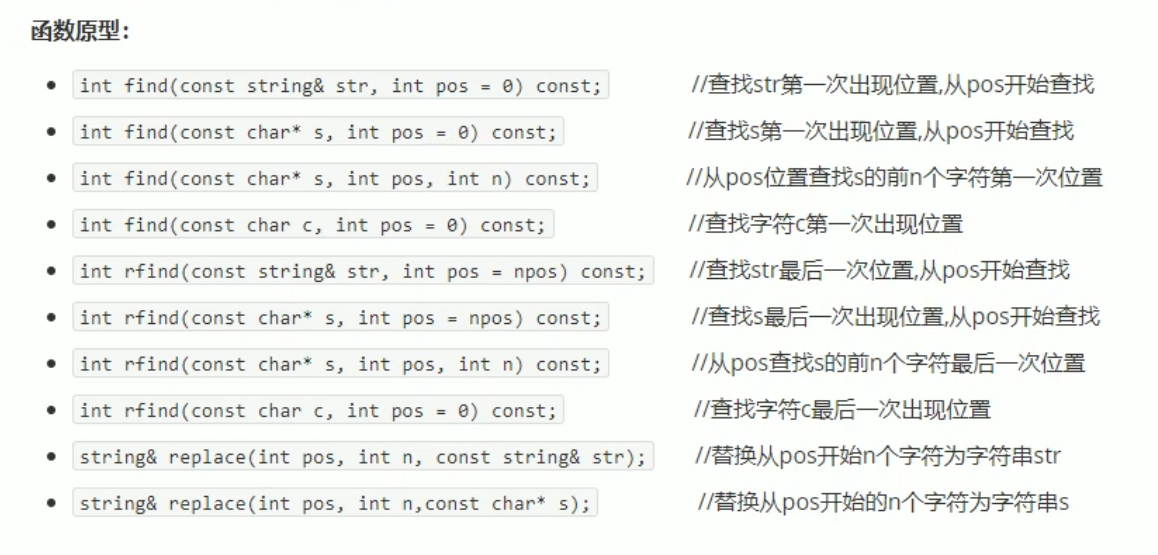 函数原型：
• int find(const string& str, int pos = 0) const; //查找str第一次出现位置,从pos开始查找
• int find(const char* s, int pos = 0) const; //查找s第一次出现位置,从pos开始查找
• int find(const char* s, int pos, int n) const; //从pos位置查找s的前n个字符第一次位置
• int find(const char c, int pos = 0) const; //查找字符c第一次出现位置
• int rfind(const string& str, int pos = npos) const; //查找str最后一次位置,从pos开始查找
• int rfind(const char* s, int pos = npos) const; //查找s最后一次出现位置,从pos开始查找
• int rfind(const char* s, int pos, int n) const; //从pos查找s的前n个字符最后一次位置
• int rfind(const char c, int pos = 0) const; //查找字符c最后一次出现位置
• string& replace(int pos, int n, const string& str); //替换从pos开始n个字符为字符串str
• string& replace(int pos, int n,const char* s); //替换从pos开始的n个字符为字符串s